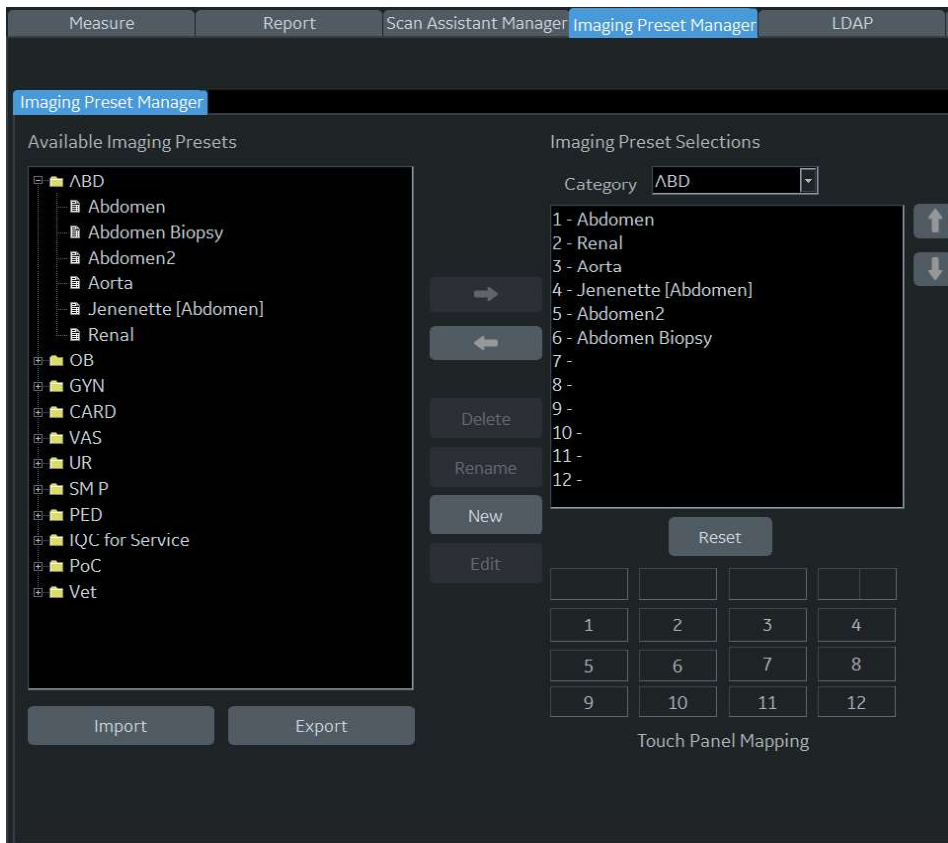 Measure Report Scan Assistant Manager Imaging Preset Manager LDAP
Imaging Preset Manager
Available Imaging Presets
ABD
Abdomen
Abdomen Biopsy
Abdomen2
Aorta
Jenenette [Abdomen]
Renal
OB
GYN
CARD
VAS
UR
SM P
PED
IQC for Service
PoC
Vet
Import Export
Delete
Rename
New
Edit
Imaging Preset Selections
Category ABD
1 - Abdomen
2 - Renal
3 - Aorta
4 - Jenenette [Abdomen]
5 - Abdomen2
6 - Abdomen Biopsy
7 -
8 -
9 -
10 -
11 -
12 -
Reset
1 2 3 4
5 6 7 8
9 10 11 12
Touch Panel Mapping